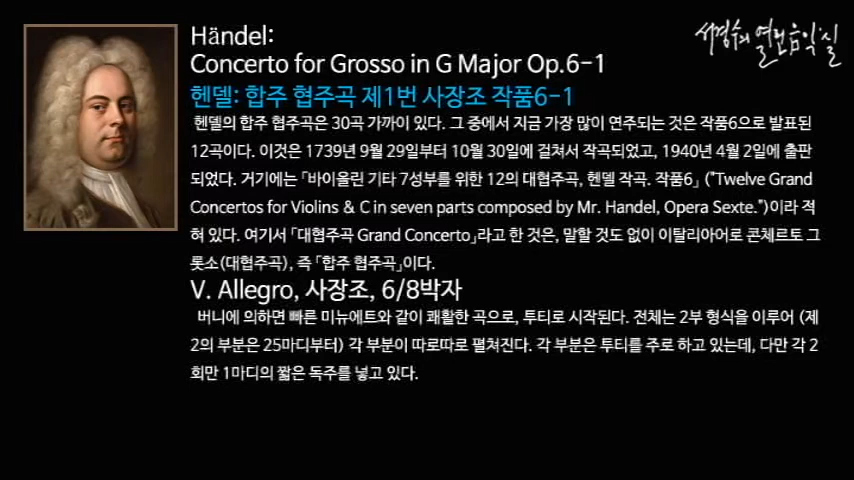 서경수의 열린음악실
Händel:
Concerto for Grosso in G Major Op.6-1
헨델: 합주 협주곡 제1번 사장조 작품6-1
헨델의 합주 협주곡은 30곡 가까이 있다. 그 중에서 지금 가장 많이 연주되는 것은 작품6으로 발표된
12곡이다. 이것은 1739년 9월 29일부터 10월 30일에 걸쳐서 작곡되었고, 1940년 4월 2일에 출판
되었다. 거기에는 「바이올린 기타 7성부를 위한 12의 대협주곡, 헨델 작곡. 작품6」 ("Twelve Grand
Concertos for Violins & C in seven parts composed by Mr. Handel, Opera Sexte.")이라 적
혀 있다. 여기서 「대협주곡 Grand Concerto」라고 한 것은, 말할 것도 없이 이탈리아어로 콘체르토 그
롯소(대협주곡), 즉 「합주 협주곡」이다.
V. Allegro, 사장조, 6/8박자
버니에 의하면 빠른 미뉴에트와 같이 쾌활한 곡으로, 투티로 시작된다. 전체는 2부 형식을 이루어 (제
2의 부분은 25마디부터) 각 부분이 따로따로 펼쳐진다. 각 부분은 투티를 주로 하고 있는데, 다만 각 2
회만 1마디의 짧은 독주를 넣고 있다.